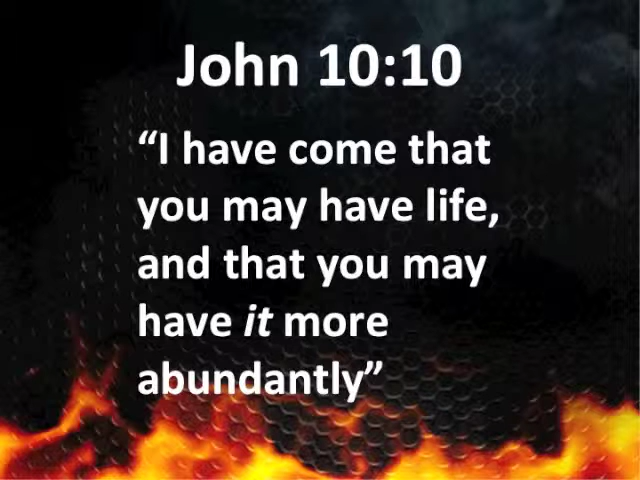 John 10:10
“I have come that
you may have life,
and that you may
have it more
abundantly”